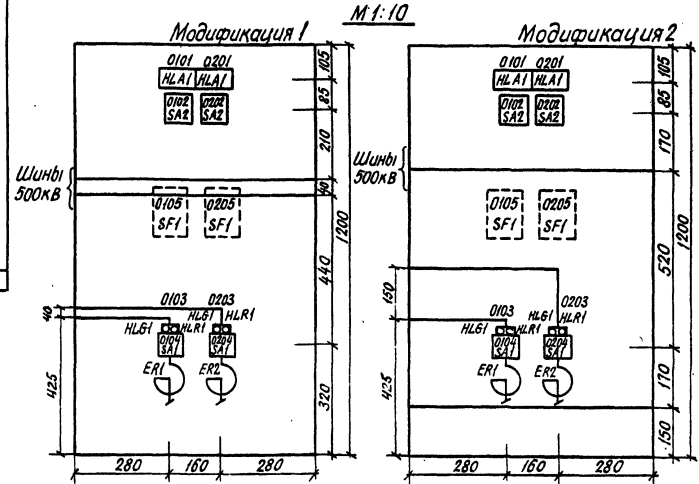 М 1:10
Модификация 1
0101 0201
HLA1 HLA1
0102 0202
SA2 SA2
Шины
500кВ
0105 0205
SF1 SF1
0103 0203
HLG1 HLR1 HLG1 HLR1
0104 0204
SA1 SA1
ER1 ER2
40
425
105
85
210
40
440
320
1200
280 160 280
Модификация 2
0101 0201
HLA1 HLA1
0102 0202
SA2 SA2
Шины
500кВ
0105 0205
SF1 SF1
0103 0203
HLG1 HLR1 HLG1 HLR1
0104 0204
SA1 SA1
ER1 ER2
150
425
105
85
170
520
170
150
1200
280 160 280